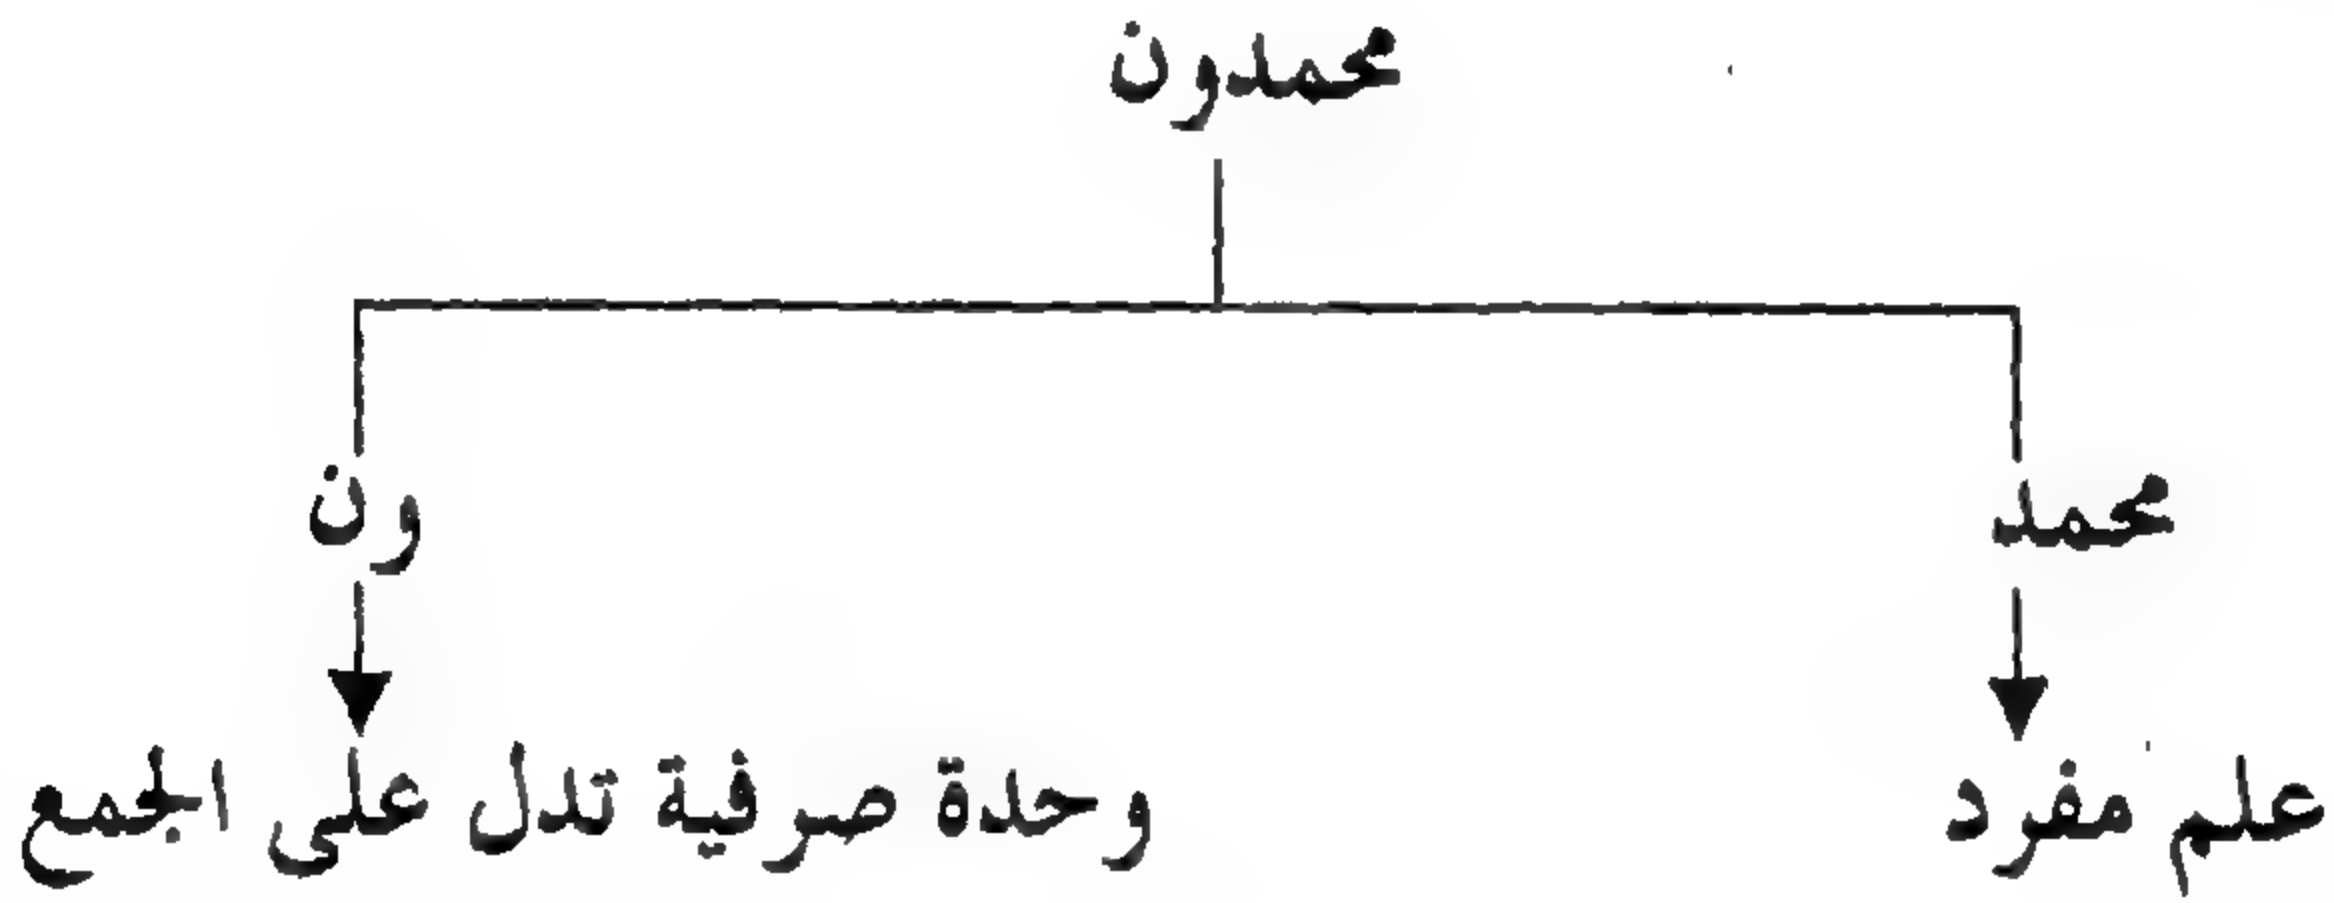 محمدون
محمد
ون
علم مفرد
وحدة صرفية تدل على الجمع